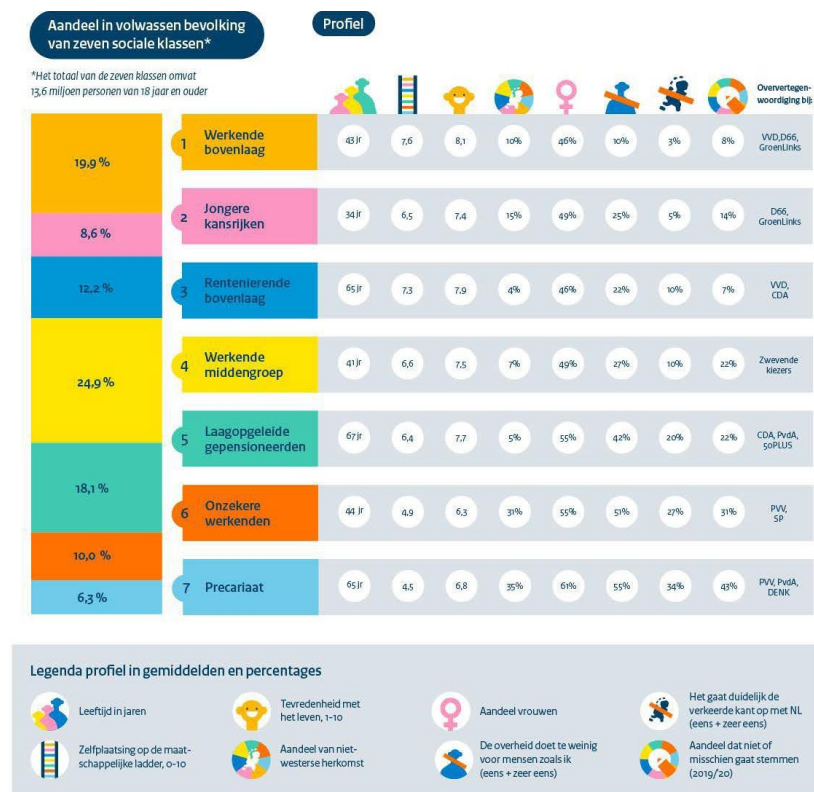 Aandeel in volwassen bevolking
van zeven sociale klassen*
Profiel
*Het totaal van de zeven klassen omvat
13,6 miljoen personen van 18 jaar en ouder
Oververtegen-
woordiging bij:
19,9 %
8,6 %
12,2 %
24,9 %
18,1 %
10,0 %
6,3 %
1 Werkende
bovenlaag
43 jr 7,6 8,1 10% 46% 10% 3% 8%
VVD,D66,
GroenLinks
2 Jongere
kansrijken
34 jr 6,5 7,4 15% 49% 25% 5% 14%
D66,
GroenLinks
3 Rentenierende
bovenlaag
65 jr 7,3 7,9 4% 46% 22% 10% 7%
VVD,
CDA
4 Werkende
middengroep
41 jr 6,6 7,5 7% 49% 27% 10% 22%
Zwevende
kiezers
5 Laagopgeleide
gepensioneerden
67 jr 6,4 7,7 5% 55% 42% 20% 22%
CDA, PvdA,
50PLUS
6 Onzekere
werkenden
44 jr 4,9 6,3 31% 55% 51% 27% 31%
PVV,
SP
7 Precariaat
65 jr 4,5 6,8 35% 61% 55% 34% 43%
PVV, PvdA,
DENK
Legenda profiel in gemiddelden en percentages
Leeftijd in jaren
Zelfplaatsing op de maat-
schappelijke ladder, 0-10
Tevredenheid met
het leven, 1-10
Aandeel van niet-
westerse herkomst
Aandeel vrouwen
De overheid doet te weinig
voor mensen zoals ik
(eens + zeer eens)
Het gaat duidelijk de
verkeerde kant op met NL
(eens + zeer eens)
Aandeel dat niet of
misschien gaat stemmen
(2019/20)